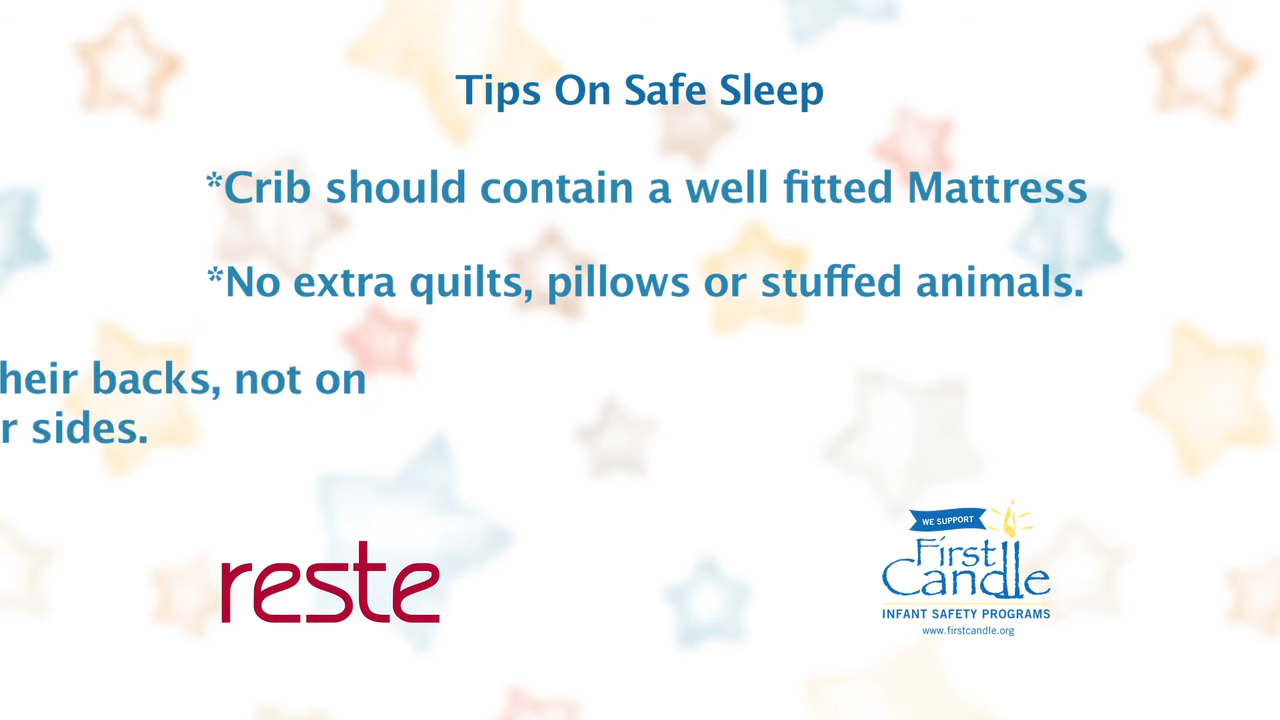 Tips On Safe Sleep
*Crib should contain a well fitted Mattress
*No extra quilts, pillows or stuffed animals.
heir backs, not on
r sides.
reste
WE SUPPORT
First
Candle
INFANT SAFETY PROGRAMS
www.firstcandle.org